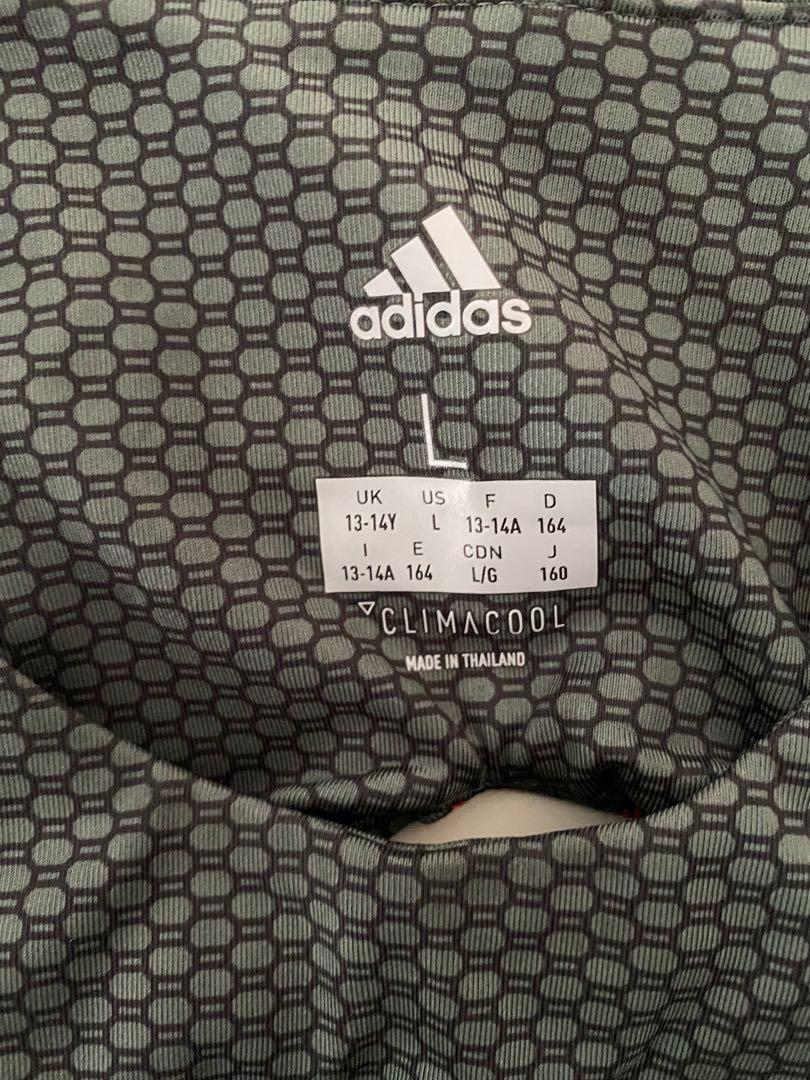 adidas
L
UK US F D
13-14Y L 13-14A 164
I E CDN J
13-14A 164 L/G 160
CLIMACOOL
MADE IN THAILAND